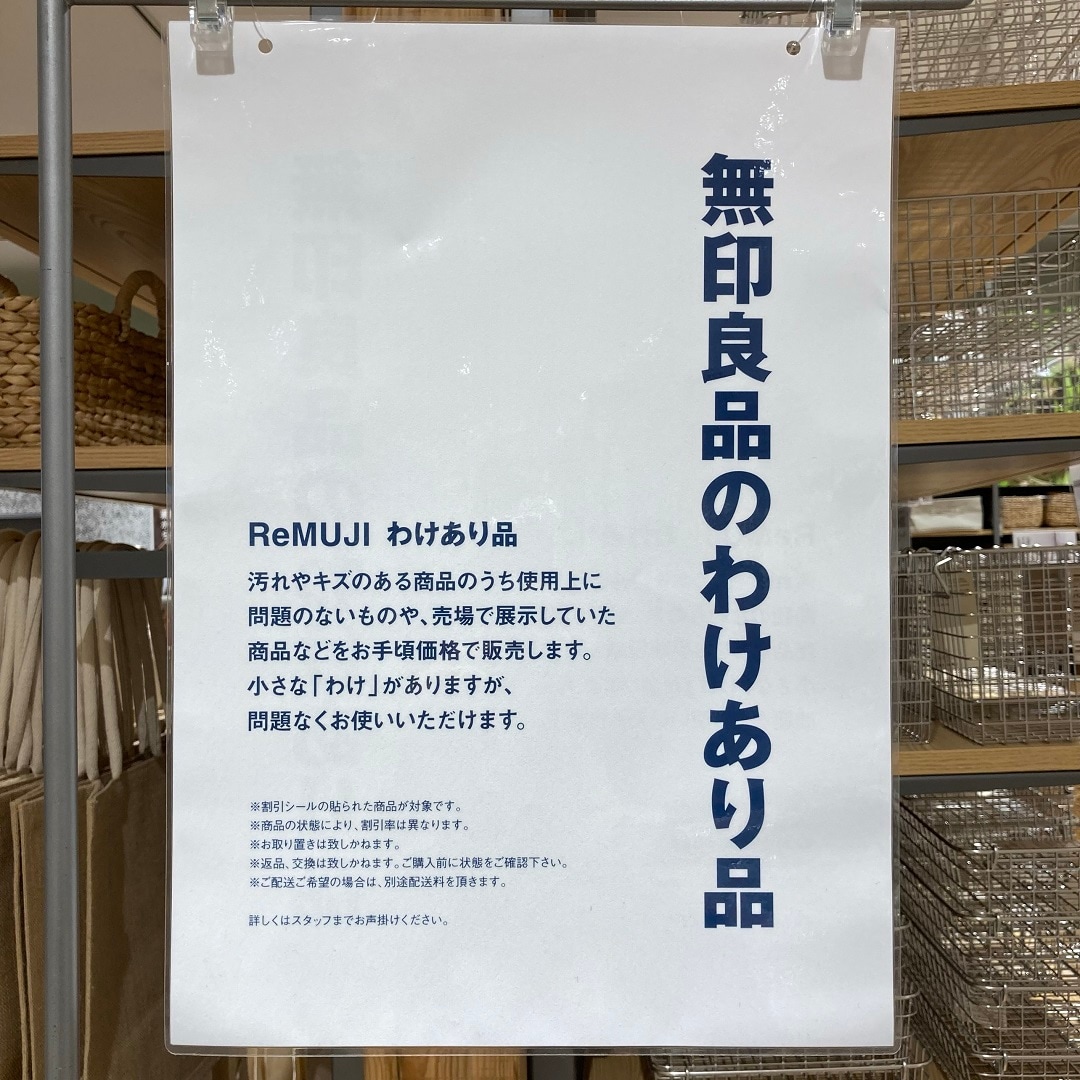 無印良品のわけあり品
ReMUJI わけあり品
汚れやキズのある商品のうち使用上に
問題のないものや、売場で展示していた
商品などをお手頃価格で販売します。
小さな「わけ」がありますが、
問題なくお使いいただけます。
※割引シールの貼られた商品が対象です。
※商品の状態により、割引率は異なります。
※お取り置きは致しかねます。
※返品、交換は致しかねます。ご購入前に状態をご確認下さい。
※ご配送ご希望の場合は、別途配送料を頂きます。
詳しくはスタッフまでお声掛けください。